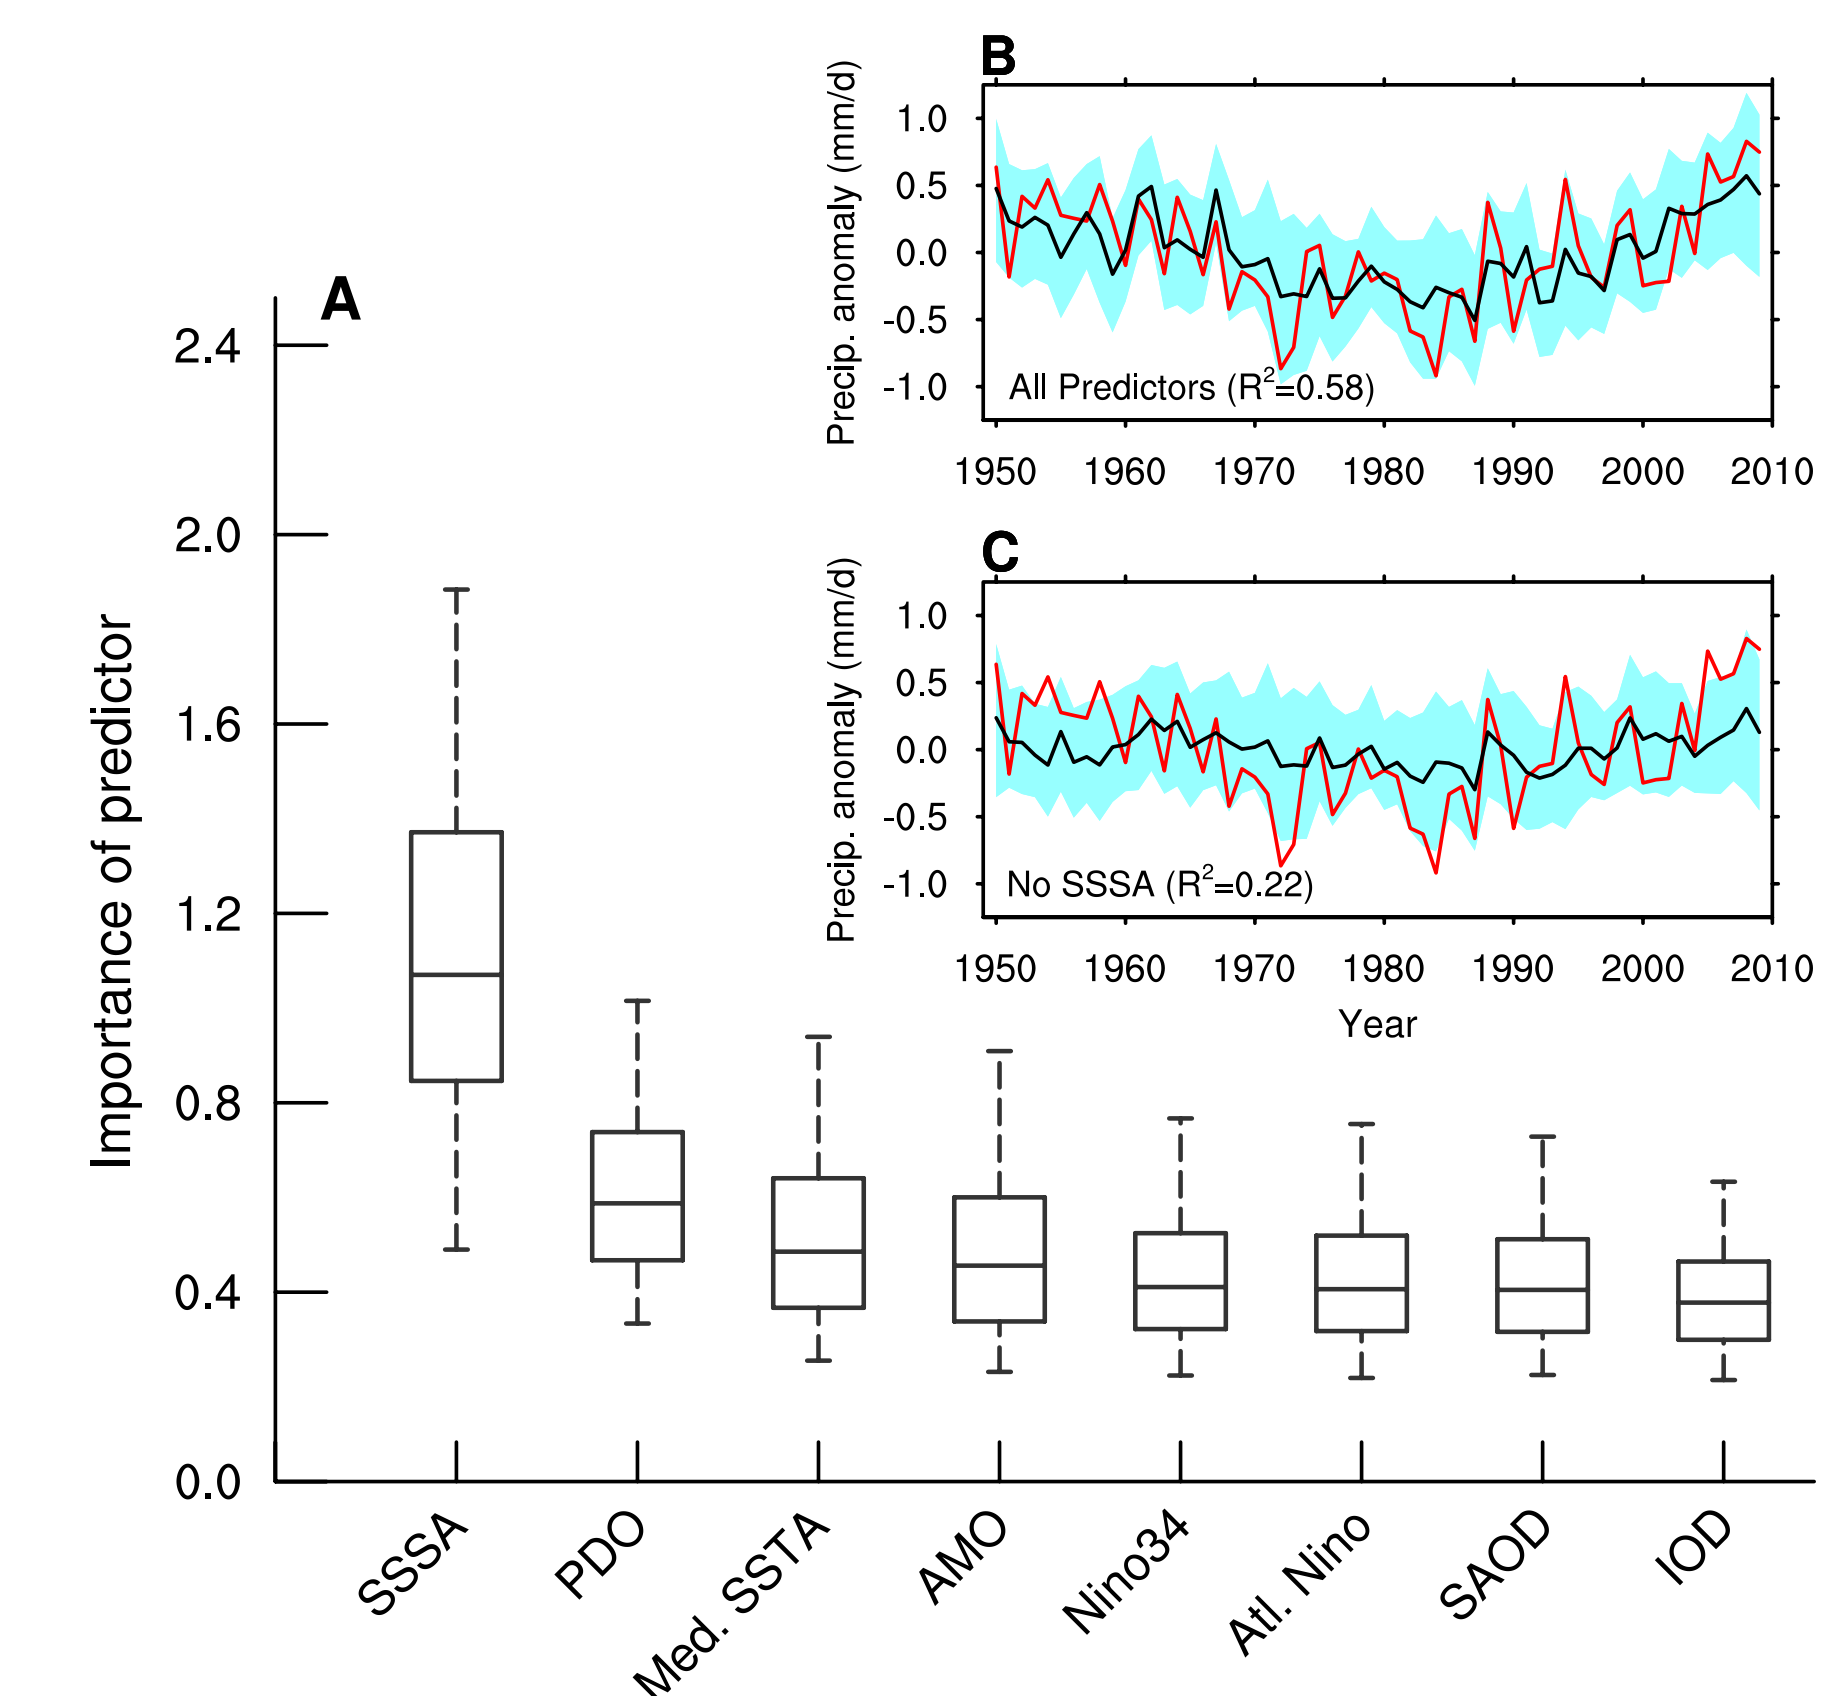 A
2.4
2.0
1.6
1.2
0.8
0.4
0.0
Importance of predictor
SSSA
PDO
Med. SSTA
AMO
Nino34
Atl. Nino
SAOD
IOD
B
Precip. anomaly (mm/d)
1.0
0.5
0.0
-0.5
-1.0
All Predictors (R²=0.58)
1950 1960 1970 1980 1990 2000 2010
C
Precip. anomaly (mm/d)
1.0
0.5
0.0
-0.5
-1.0
No SSSA (R²=0.22)
1950 1960 1970 1980 1990 2000 2010
Year